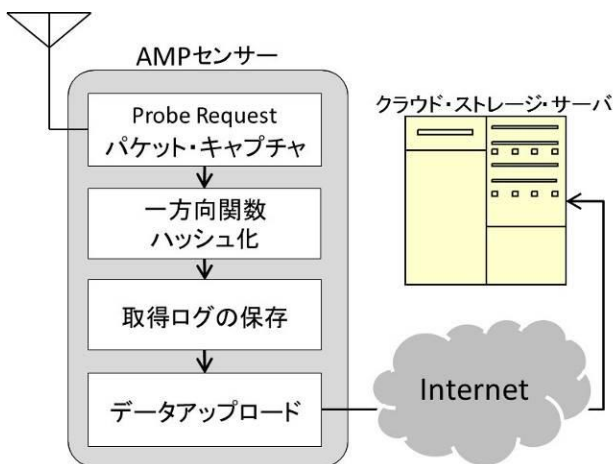 AMPセンサー
Probe Request
パケット・キャプチャ
一方向関数
ハッシュ化
取得ログの保存
データアップロード
クラウド・ストレージ・サーバ
Internet